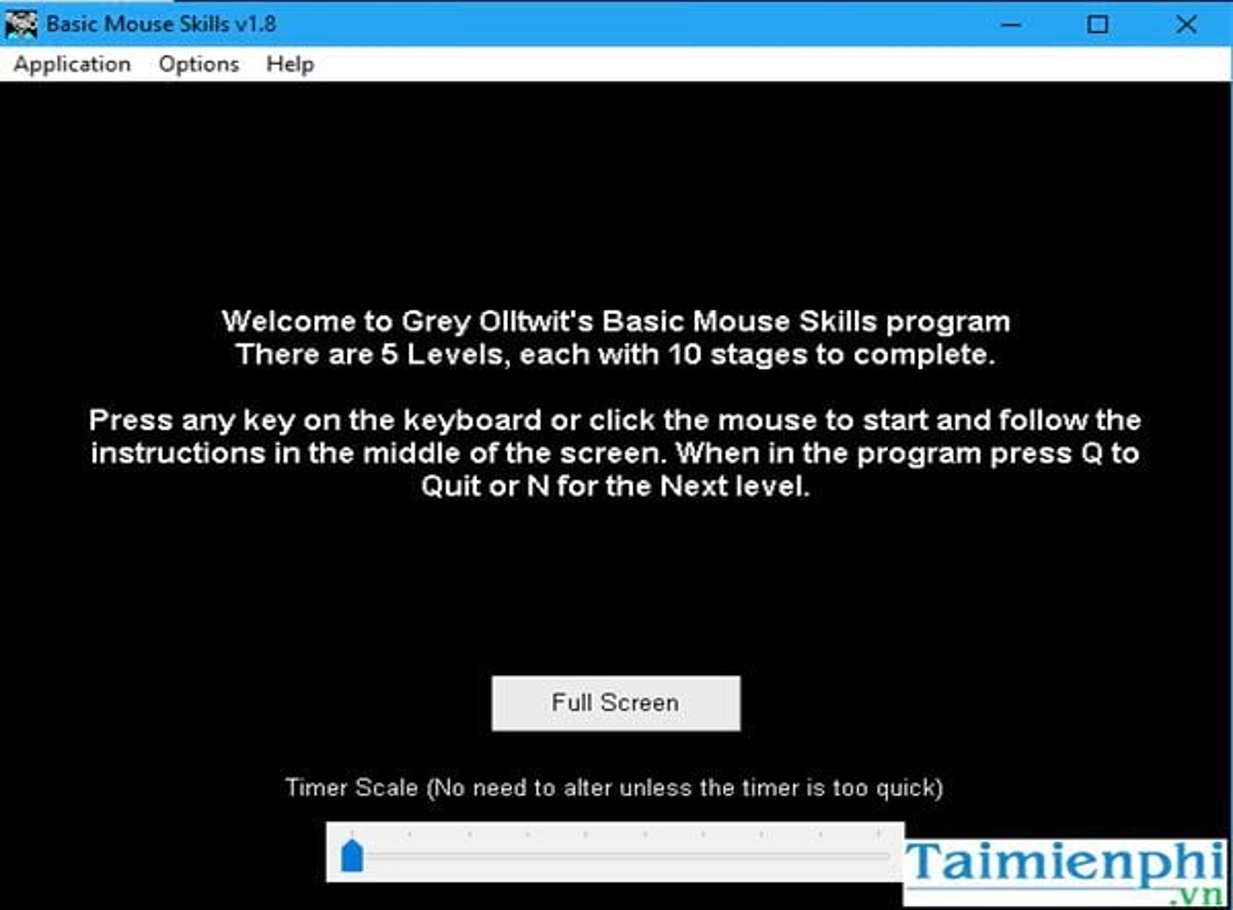 Basic Mouse Skills v1.8
Application Options Help
Welcome to Grey Olltwit's Basic Mouse Skills program
There are 5 Levels, each with 10 stages to complete.
Press any key on the keyboard or click the mouse to start and follow the
instructions in the middle of the screen. When in the program press Q to
Quit or N for the Next level.
Full Screen
Timer Scale (No need to alter unless the timer is too quick)
Taimienphi
.vn